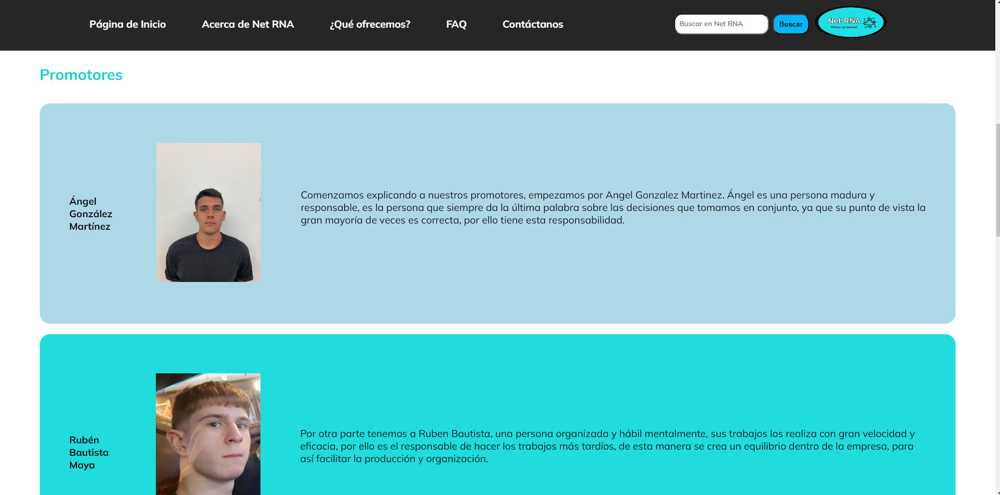 Página de Inicio
Acerca de Net RNA
¿Qué ofrecemos?
FAQ
Contáctanos
Buscar en Net RNA
Buscar
Net RNA
Always connected
Promotores
Ángel
González
Martínez
Comenzamos explicando a nuestros promotores, empezamos por Angel Gonzalez Martinez. Ángel es una persona madura y
responsable, es la persona que siempre da la última palabra sobre las decisiones que tomamos en conjunto, ya que su punto de vista la
gran mayoría de veces es correcta, por ello tiene esta responsabilidad.
Rubén
Bautista
Maya
Por otra parte tenemos a Ruben Bautista, una persona organizada y hábil mentalmente, sus trabajos los realiza con gran velocidad y
eficacia, por ello es el responsable de hacer los trabajos más tardíos, de esta manera se crea un equilibrio dentro de la empresa, para
así facilitar la producción y organización.